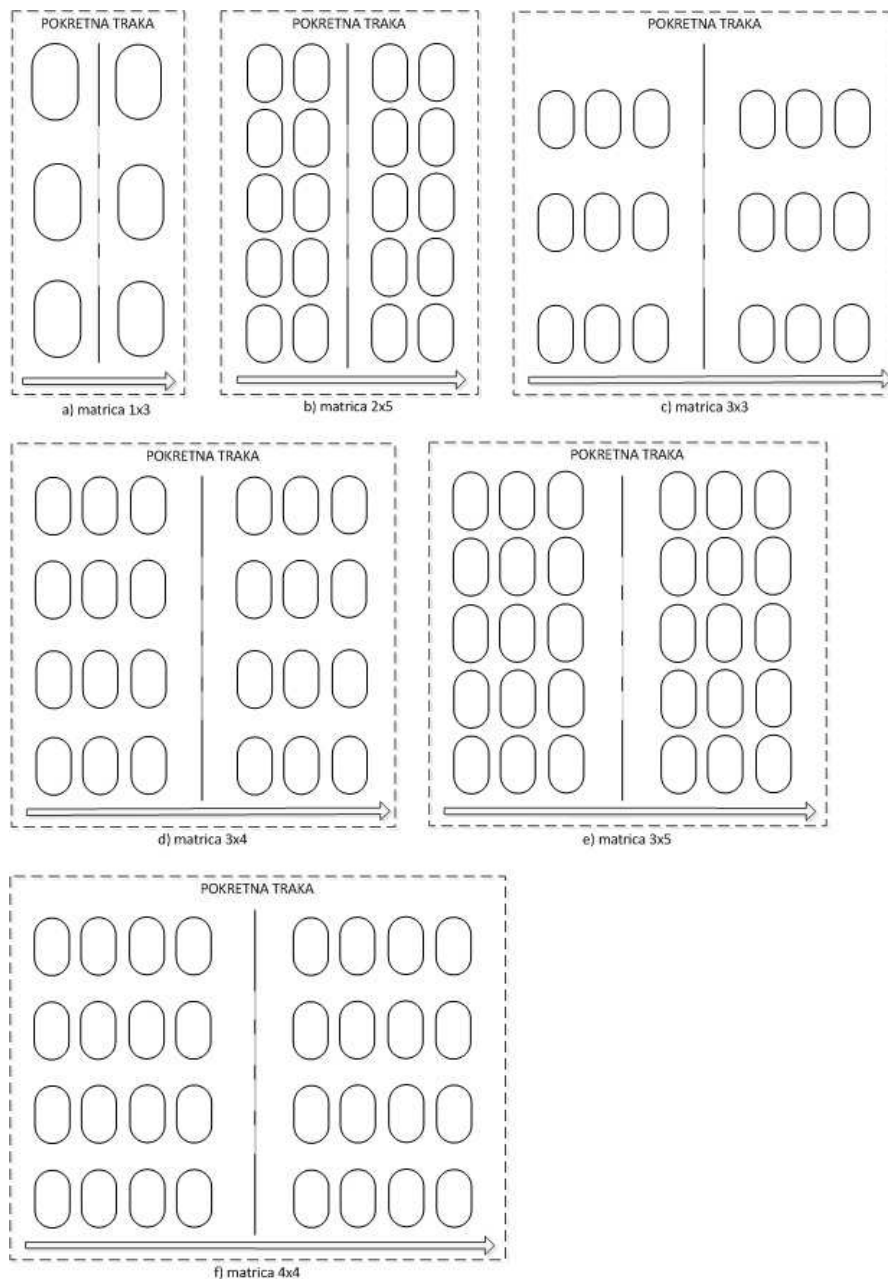 POKRETNA TRAKA
POKRETNA TRAKA
POKRETNA TRAKA
a) matrica 1x3
b) matrica 2x5
c) matrica 3x3
POKRETNA TRAKA
POKRETNA TRAKA
d) matrica 3x4
e) matrica 3x5
POKRETNA TRAKA
f) matrica 4x4